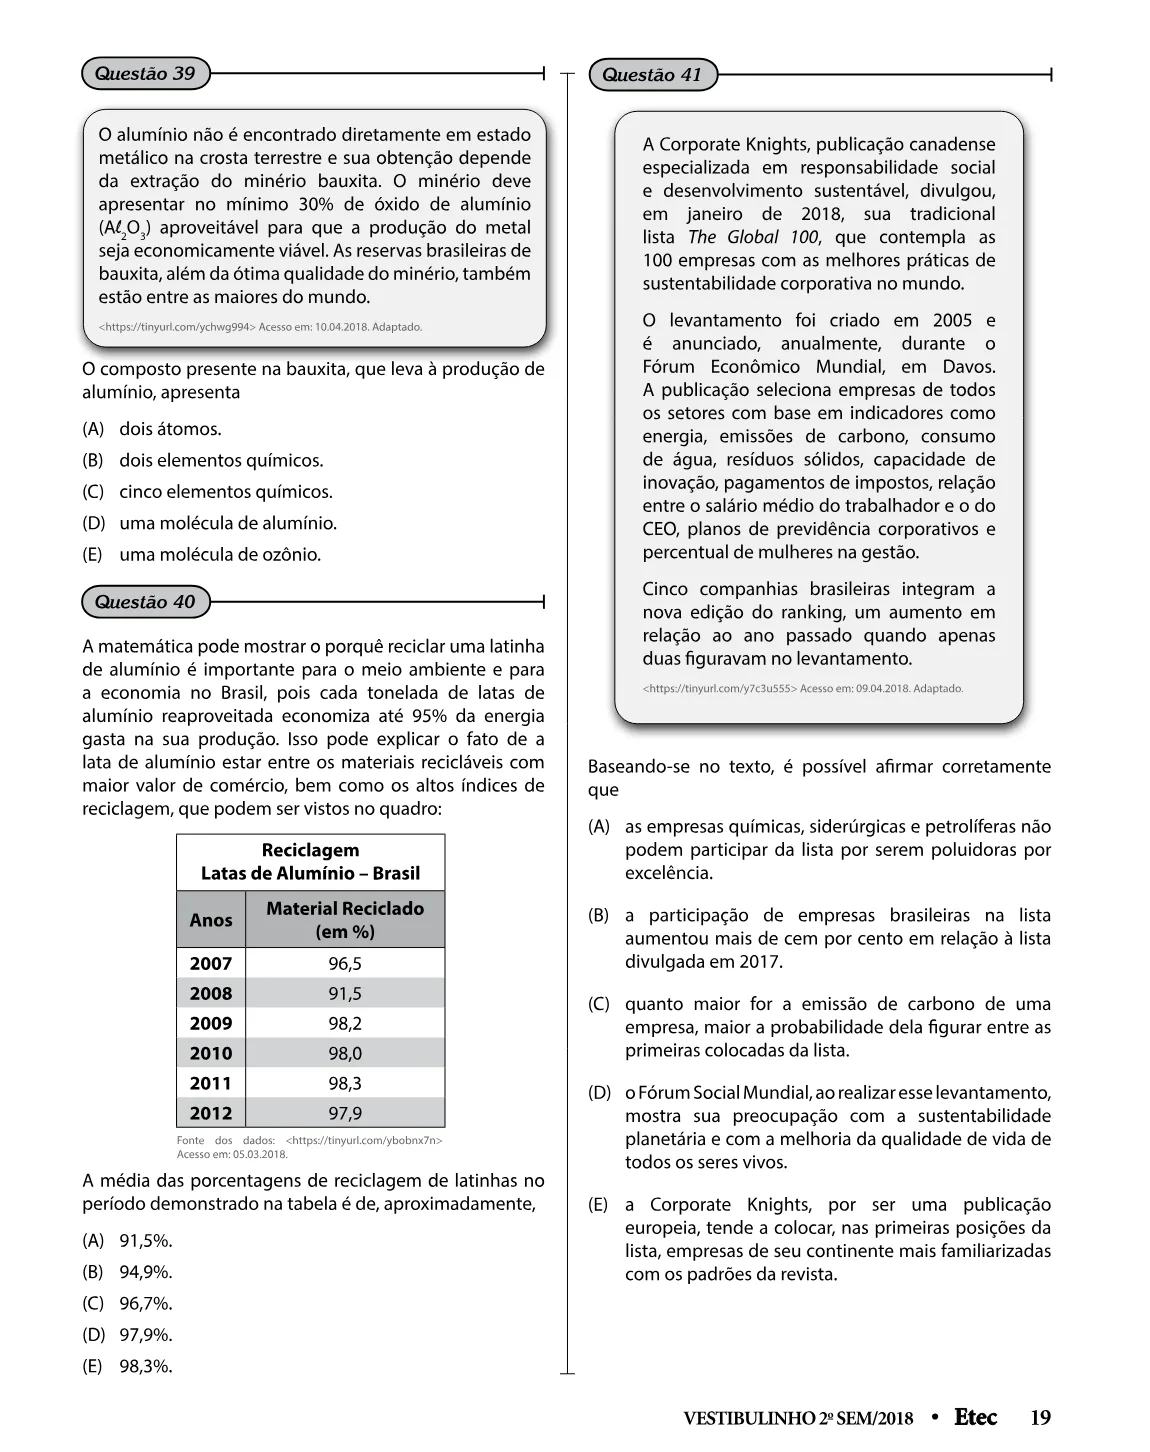 Questão 39
O alumínio não é encontrado diretamente em estado
metálico na crosta terrestre e sua obtenção depende
da extração do minério bauxita. O minério deve
apresentar no mínimo 30% de óxido de alumínio
(Aℓ₂O₃) aproveitável para que a produção do metal
seja economicamente viável. As reservas brasileiras de
bauxita, além da ótima qualidade do minério, também
estão entre as maiores do mundo.
<https://tinyurl.com/ychwg994> Acesso em: 10.04.2018. Adaptado.
O composto presente na bauxita, que leva à produção de
alumínio, apresenta
(A) dois átomos.
(B) dois elementos químicos.
(C) cinco elementos químicos.
(D) uma molécula de alumínio.
(E) uma molécula de ozônio.
Questão 40
A matemática pode mostrar o porquê reciclar uma latinha
de alumínio é importante para o meio ambiente e para
a economia no Brasil, pois cada tonelada de latas de
alumínio reaproveitada economiza até 95% da energia
gasta na sua produção. Isso pode explicar o fato de a
lata de alumínio estar entre os materiais recicláveis com
maior valor de comércio, bem como os altos índices de
reciclagem, que podem ser vistos no quadro:
Reciclagem
Latas de Alumínio – Brasil
Anos Material Reciclado
(em %)
2007 96,5
2008 91,5
2009 98,2
2010 98,0
2011 98,3
2012 97,9
Fonte dos dados: <https://tinyurl.com/ybobnx7n>
Acesso em: 05.03.2018.
A média das porcentagens de reciclagem de latinhas no
período demonstrado na tabela é de, aproximadamente,
(A) 91,5%.
(B) 94,9%.
(C) 96,7%.
(D) 97,9%.
(E) 98,3%.
Questão 41
A Corporate Knights, publicação canadense
especializada em responsabilidade social
e desenvolvimento sustentável, divulgou,
em janeiro de 2018, sua tradicional
lista The Global 100, que contempla as
100 empresas com as melhores práticas de
sustentabilidade corporativa no mundo.
O levantamento foi criado em 2005 e
é anunciado, anualmente, durante o
Fórum Econômico Mundial, em Davos.
A publicação seleciona empresas de todos
os setores com base em indicadores como
energia, emissões de carbono, consumo
de água, resíduos sólidos, capacidade de
inovação, pagamentos de impostos, relação
entre o salário médio do trabalhador e o do
CEO, planos de previdência corporativos e
percentual de mulheres na gestão.
Cinco companhias brasileiras integram a
nova edição do ranking, um aumento em
relação ao ano passado quando apenas
duas figuravam no levantamento.
<https://tinyurl.com/y7c3u555> Acesso em: 09.04.2018. Adaptado.
Baseando-se no texto, é possível afirmar corretamente
que
(A) as empresas químicas, siderúrgicas e petrolíferas não
podem participar da lista por serem poluidoras por
excelência.
(B) a participação de empresas brasileiras na lista
aumentou mais de cem por cento em relação à lista
divulgada em 2017.
(C) quanto maior for a emissão de carbono de uma
empresa, maior a probabilidade dela figurar entre as
primeiras colocadas da lista.
(D) o Fórum Social Mundial, ao realizar esse levantamento,
mostra sua preocupação com a sustentabilidade
planetária e com a melhoria da qualidade de vida de
todos os seres vivos.
(E) a Corporate Knights, por ser uma publicação
europeia, tende a colocar, nas primeiras posições da
lista, empresas de seu continente mais familiarizadas
com os padrões da revista.
VESTIBULINHO 2º SEM/2018 • Etec 19